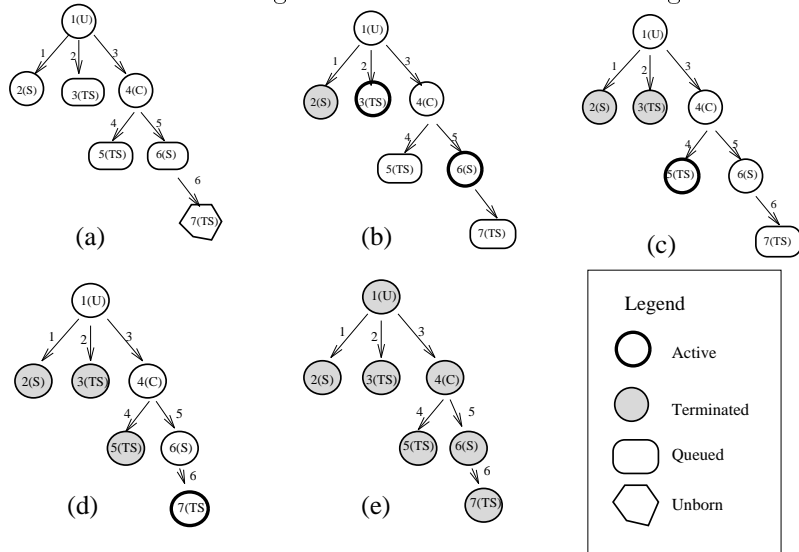 1(U)
1
2
3
2(S)
3(TS)
4(C)
4
5
5(TS)
6(S)
6
7(TS)
(a)
1(U)
1
2
3
2(S)
3(TS)
4(C)
4
5
5(TS)
6(S)
7(TS)
(b)
1(U)
1
2
3
2(S)
3(TS)
4(C)
4
5
5(TS)
6(S)
6
7(TS)
(c)
1(U)
1
2
3
2(S)
3(TS)
4(C)
4
5
5(TS)
6(S)
6
7(TS)
(d)
1(U)
1
2
3
2(S)
3(TS)
4(C)
4
5
5(TS)
6(S)
6
7(TS)
(e)
Legend
Active
Terminated
Queued
Unborn